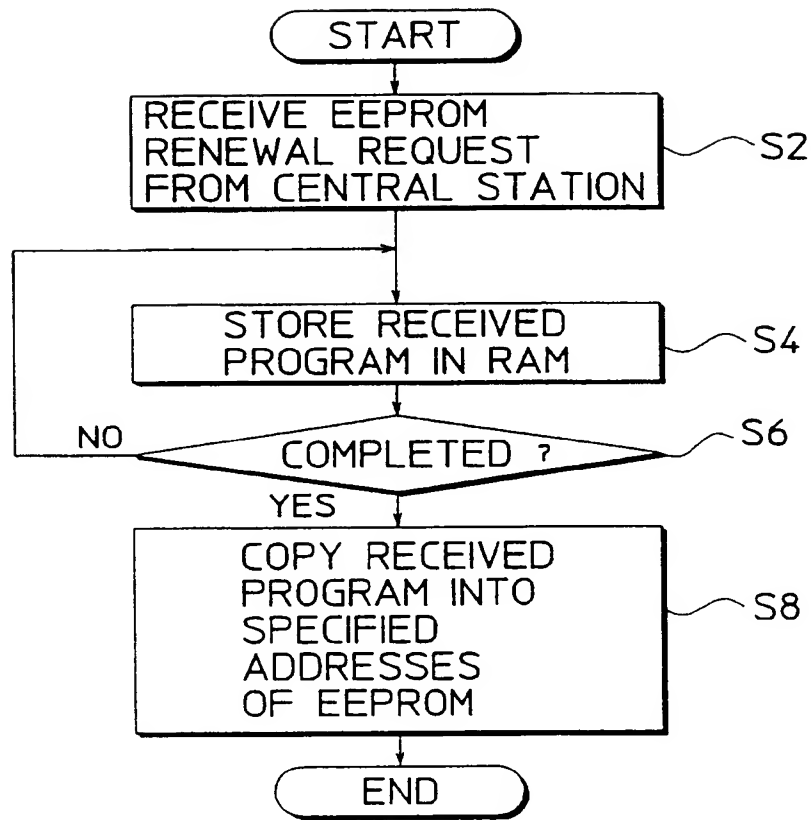 START
RECEIVE EEPROM
RENEWAL REQUEST
FROM CENTRAL STATION
S2
STORE RECEIVED
PROGRAM IN RAM
S4
COMPLETED ?
S6
NO
YES
COPY RECEIVED
PROGRAM INTO
SPECIFIED
ADDRESSES
OF EEPROM
S8
END